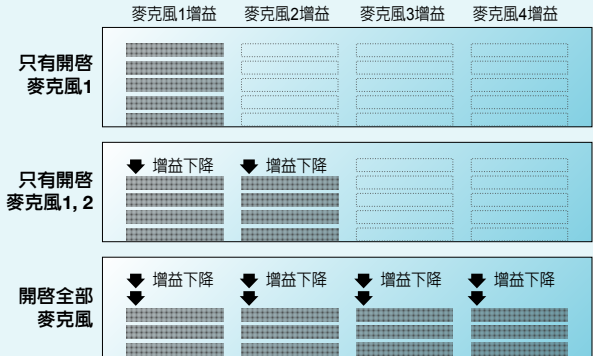 麥克風1增益 麥克風2增益 麥克風3增益 麥克風4增益
只有開啓
麥克風1
只有開啓
麥克風1, 2
增益下降 增益下降
開啓全部
麥克風
增益下降 增益下降 增益下降 增益下降